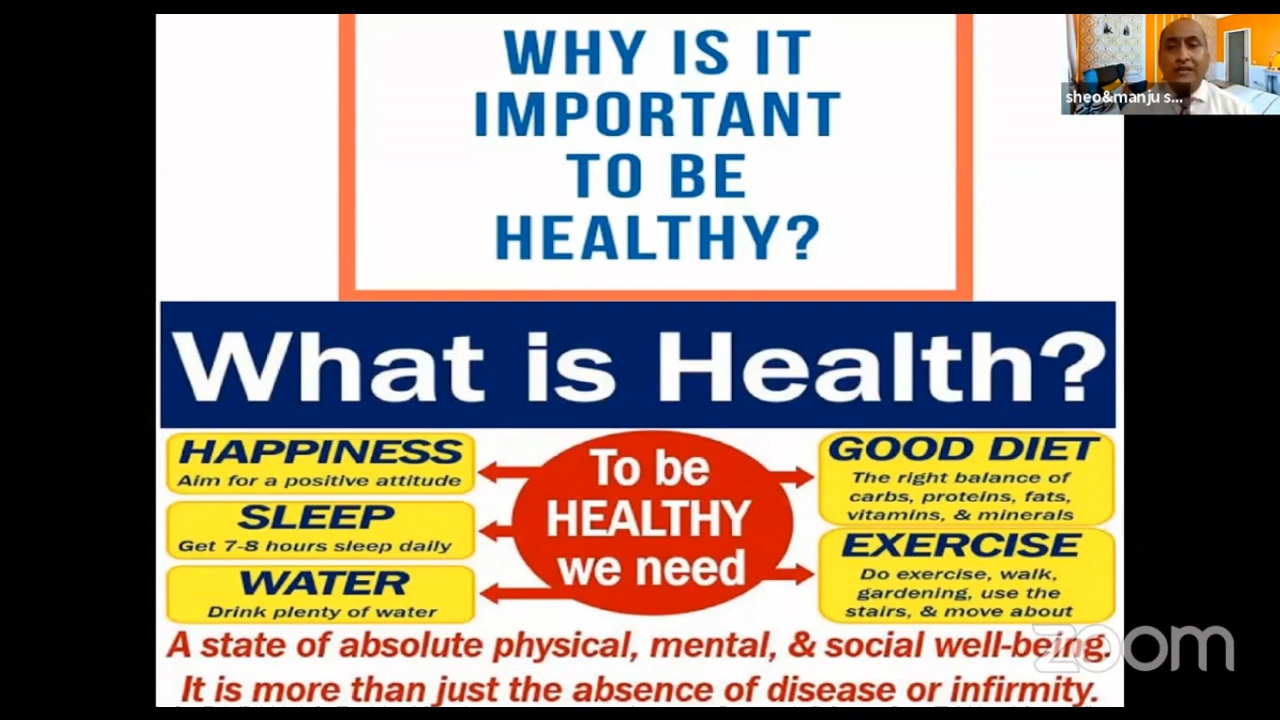 WHY IS IT
IMPORTANT
TO BE
HEALTHY?
sheo&manju s...
What is Health?
HAPPINESS
Aim for a positive attitude
SLEEP
Get 7-8 hours sleep daily
WATER
Drink plenty of water
To be
HEALTHY
we need
GOOD DIET
The right balance of
carbs, proteins, fats,
vitamins, & minerals
EXERCISE
Do exercise, walk,
gardening, use the
stairs, & move about
A state of absolute physical, mental, & social well-being.
It is more than just the absence of disease or infirmity.
zoom